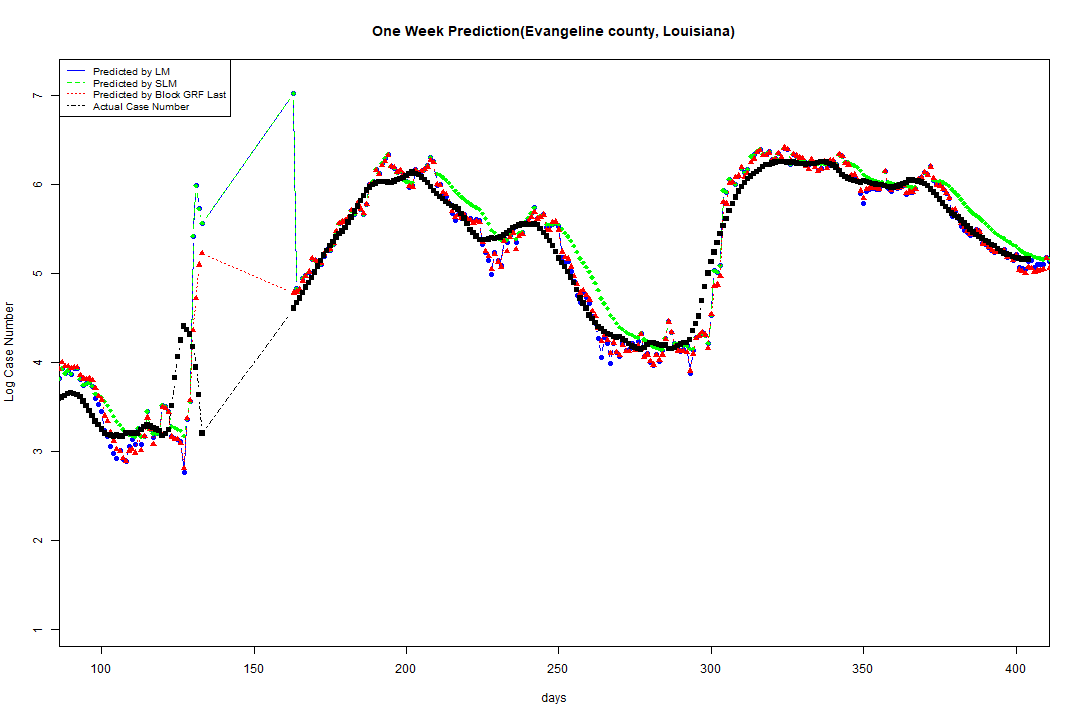 One Week Prediction(Evangeline county, Louisiana)
Predicted by LM
Predicted by SLM
Predicted by Block GRF Last
Actual Case Number
7
6
5
4
3
2
1
Log Case Number
100 150 200 250 300 350 400
days